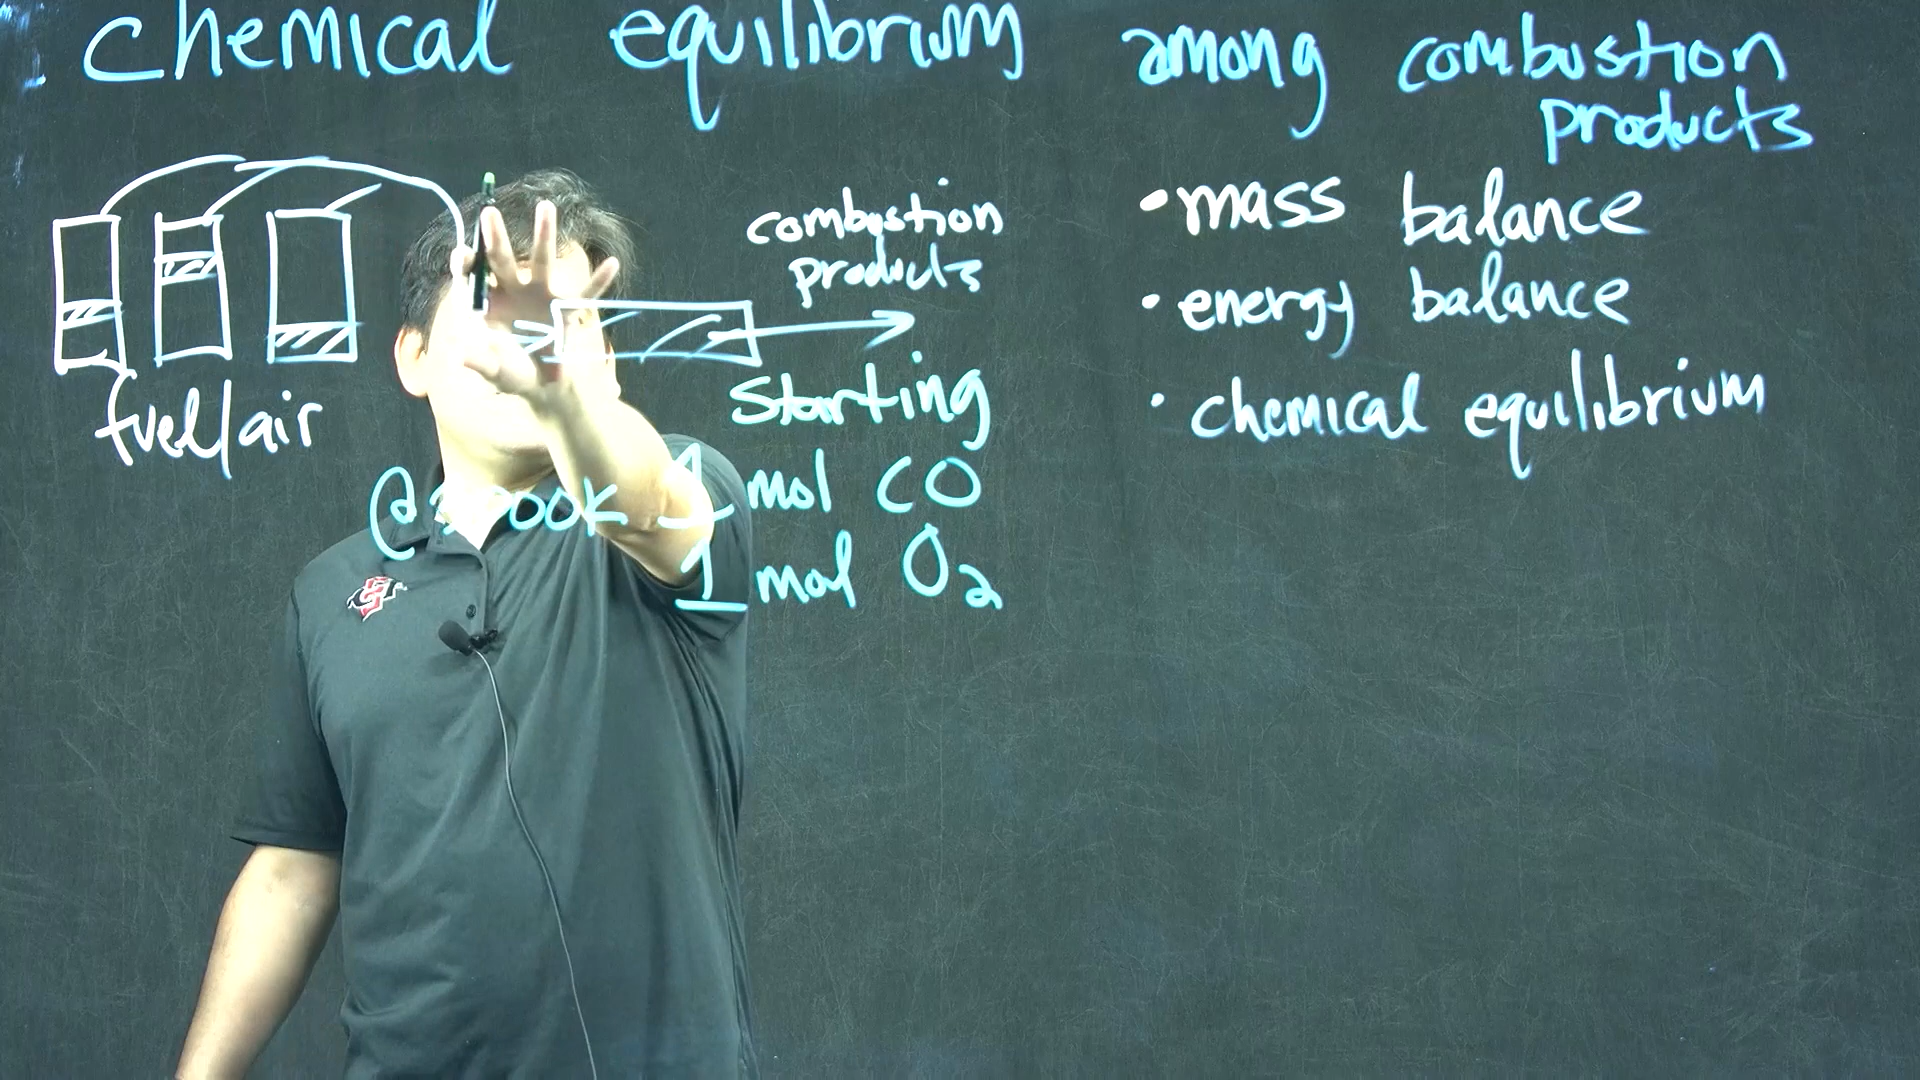 chemical equilibrium among combustion
products
combustion
products
• mass balance
• energy balance
• chemical equilibrium
fuel/air
Starting
1 mol CO
1 mol O2